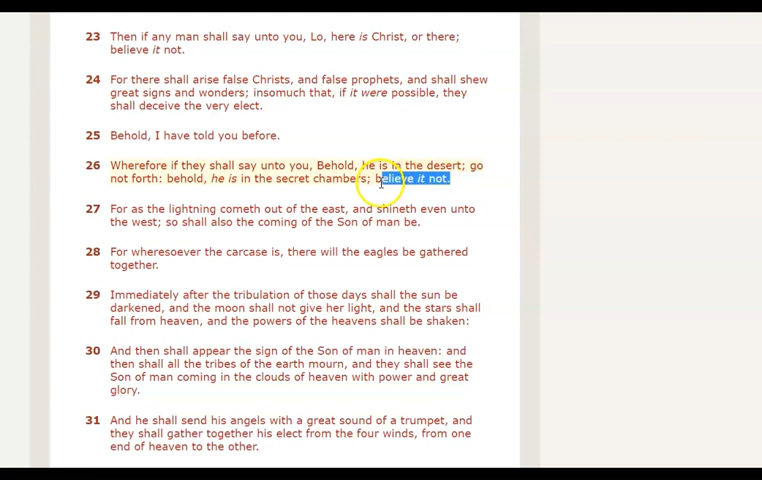 23 Then if any man shall say unto you, Lo, here is Christ, or there;
believe it not.
24 For there shall arise false Christs, and false prophets, and shall shew
great signs and wonders; insomuch that, if it were possible, they
shall deceive the very elect.
25 Behold, I have told you before.
26 Wherefore if they shall say unto you, Behold, he is in the desert; go
not forth: behold, he is in the secret chambers; believe it not.
27 For as the lightning cometh out of the east, and shineth even unto
the west; so shall also the coming of the Son of man be.
28 For wheresoever the carcase is, there will the eagles be gathered
together.
29 Immediately after the tribulation of those days shall the sun be
darkened, and the moon shall not give her light, and the stars shall
fall from heaven, and the powers of the heavens shall be shaken:
30 And then shall appear the sign of the Son of man in heaven: and
then shall all the tribes of the earth mourn, and they shall see the
Son of man coming in the clouds of heaven with power and great
glory.
31 And he shall send his angels with a great sound of a trumpet, and
they shall gather together his elect from the four winds, from one
end of heaven to the other.